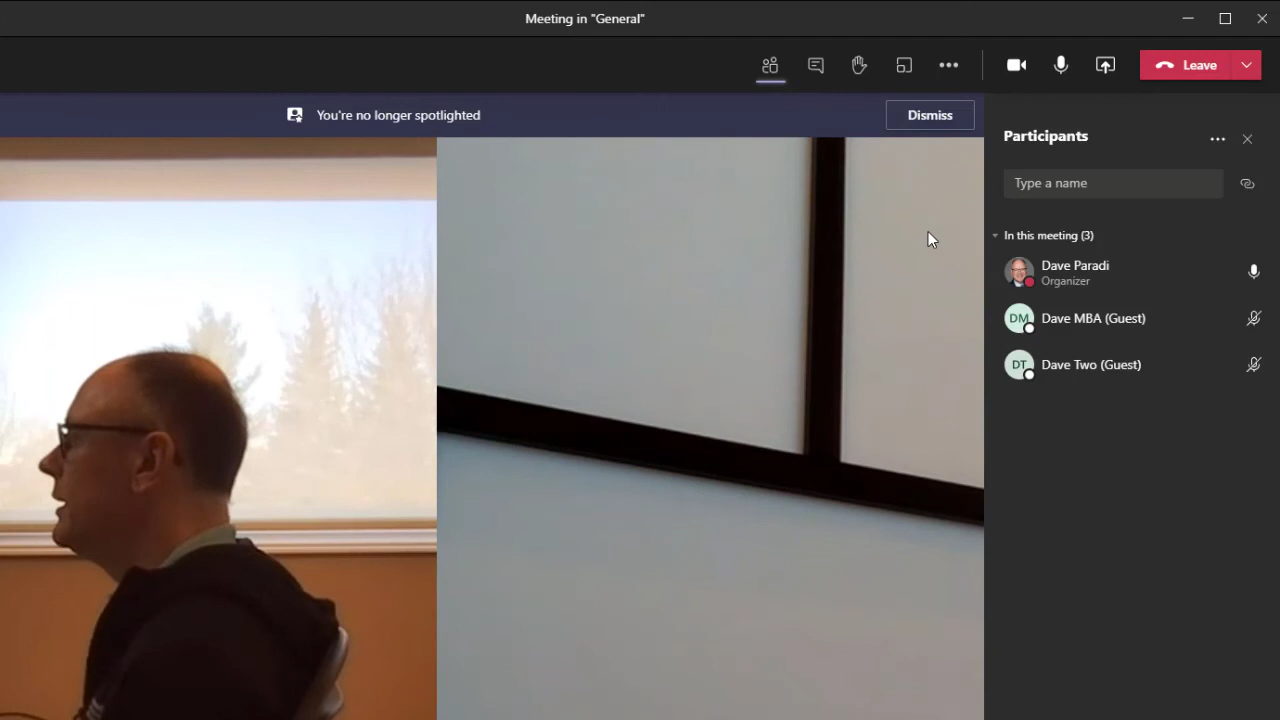 Meeting in "General"
Leave
You're no longer spotlighted
Dismiss
Participants
Type a name
In this meeting (3)
Dave Paradi
Organizer
DM
Dave MBA (Guest)
DT
Dave Two (Guest)